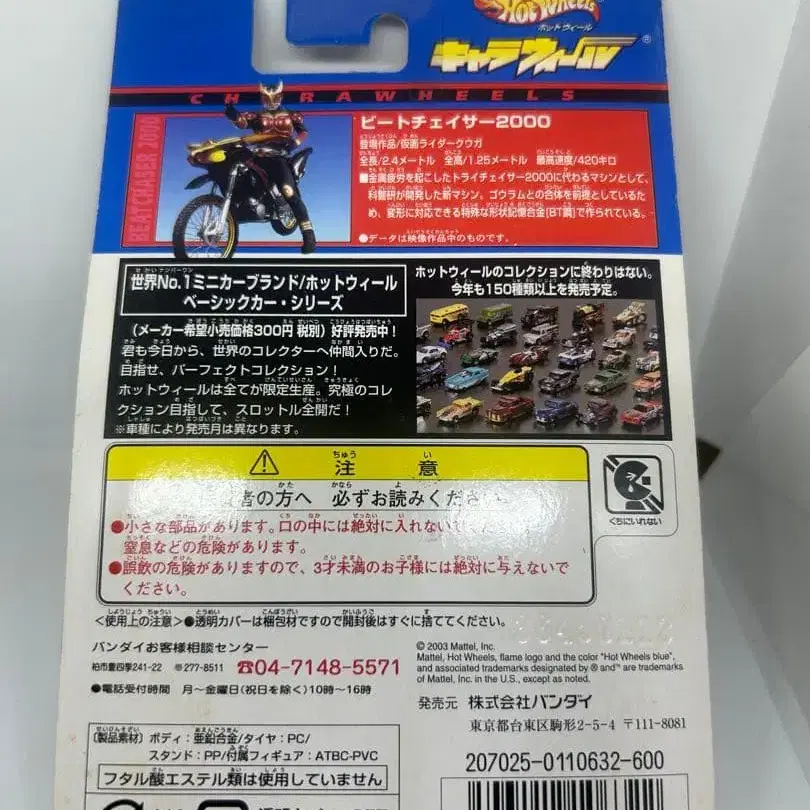 Hot Wheels
ホットウィール
キャラウィール
CHARAWHEELS
BEATCHASER 2000
ビートチェイサー2000
登場作品/仮面ライダークウガ
全長/2.4メートル 全高/1.25メートル 最高速度/420キロ
■金属疲労を起こしたトライチェイサー2000に代わるマシンとして、
科警研が開発した新マシン。ゴウラムとの合体を前提としているた
め、変形に対応できる特殊な形状記憶合金[BT鋼]で作られている。
●データは映像作品中のものです。
世界No.1ミニカーブランド/ホットウィール
ベーシックカー・シリーズ
(メーカー希望小売価格300円 税別)好評発売中!
君も今日から、世界のコレクターへ仲間入りだ。
目指せ、パーフェクトコレクション!
ホットウィールは全てが限定生産。究極のコレ
クション目指して、スロットル全開だ!
※車種により発売月は異なります。
ホットウィールのコレクションに終わりはない。
今年も150種類以上を発売予定。
注意
者の方へ 必ずお読みください
●小さな部品があります。口の中には絶対に入れないで
窒息などの危険があります。
●誤飲の危険がありますので、3才未満のお子様には絶対に与えないで
ください。
くちにいれない
<使用上の注意>●透明カバーは梱包材ですので開封後はすぐに捨ててください。
バンダイお客様相談センター
柏市豊四季241-22 〒277-8511 ☎04-7148-5571
●電話受付時間 月〜金曜日(祝日を除く)10時〜16時
© 2003 Mattel, Inc.
Mattel, Hot Wheels, flame logo and the color "Hot Wheels blue",
and associated trademarks designated by ® and ™ are trademarks
of Mattel, Inc. in the U.S., except as noted.
発売元 株式会社バンダイ
東京都台東区駒形2-5-4 〒111-8081
207025-0110632-600
〔製品素材〕ボディ:亜鉛合金/タイヤ:PC/
スタンド:PP/付属フィギュア:ATBC-PVC
フタル酸エステル類は使用していません